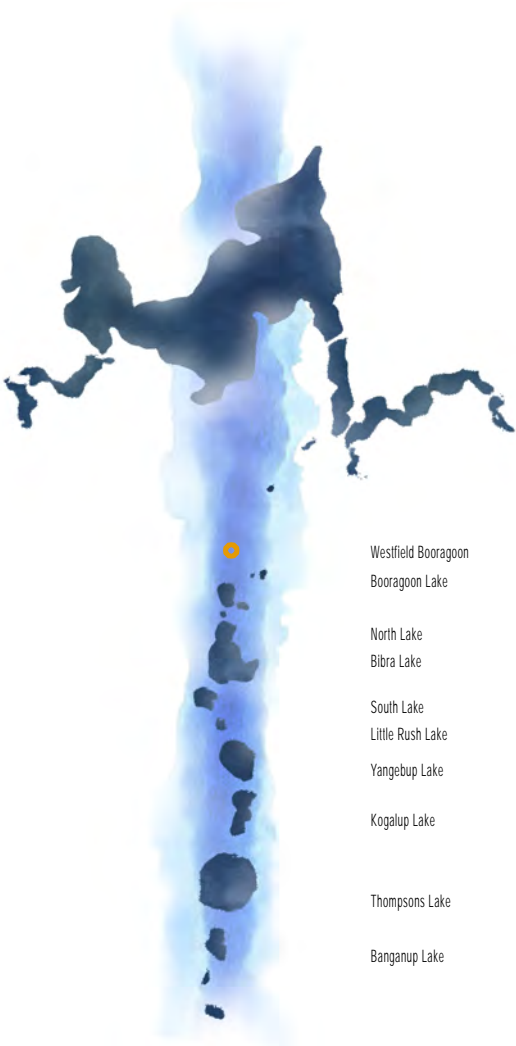 Westfield Booragoon
Booragoon Lake
North Lake
Bibra Lake
South Lake
Little Rush Lake
Yangebup Lake
Kogalup Lake
Thompsons Lake
Banganup Lake